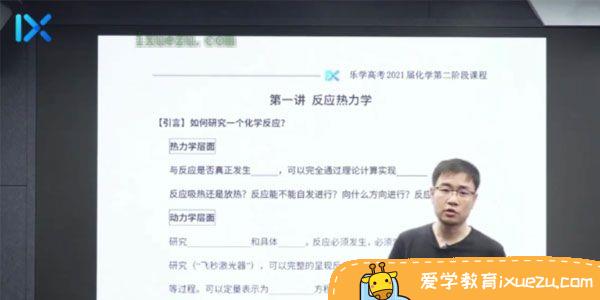 IX
ixuezu.com
乐学高考2021届化学第二阶段课程
第一讲 反应热力学
【引言】如何研究一个化学反应？
热力学层面
与反应是否真正发生______，可以完全通过理论计算实现______
反应吸热还是放热？反应能不能自发进行？向什么方向进行？反应
动力学层面
研究______和具体______，反应必须发生，必须
研究（“飞秒激光器”），可以完整的呈现反
等过程。可以定量表示为______方程
爱学教育ixuezu.com